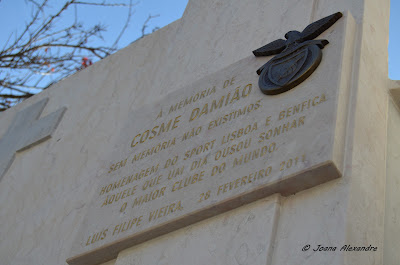 À MEMÓRIA DE
COSME DAMIÃO
SEM MEMÓRIA NÃO EXISTIMOS
HOMENAGEM, DO SPORT LISBOA E BENFICA,
ÀQUELE QUE UM DIA OUSOU SONHAR
O MAIOR CLUBE DO MUNDO.
LUÍS FILIPE VIEIRA, 28 FEVEREIRO 2014
© Joana Alexandre